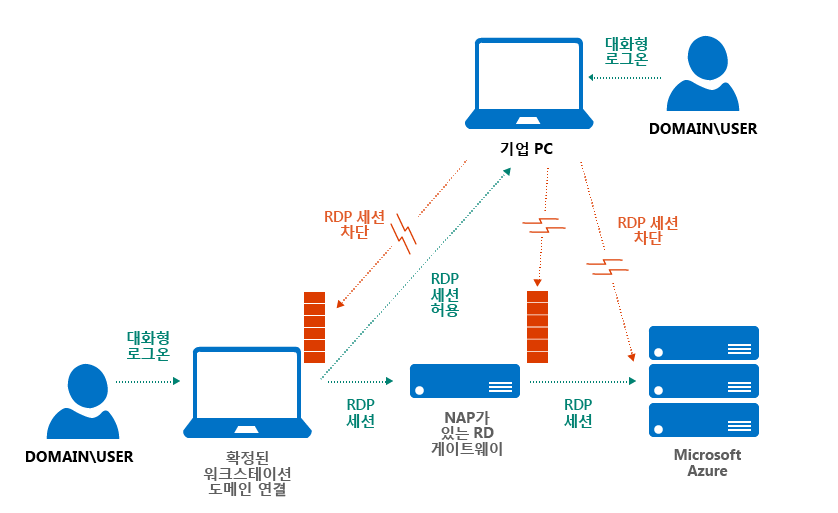 대화형
로그온
DOMAIN\USER
기업 PC
RDP 세션
차단
RDP 세션
차단
RDP
세션
허용
대화형
로그온
RDP
세션
NAP가
있는 RD
게이트웨이
RDP
세션
DOMAIN\USER
확정된
워크스테이션
도메인 연결
Microsoft
Azure